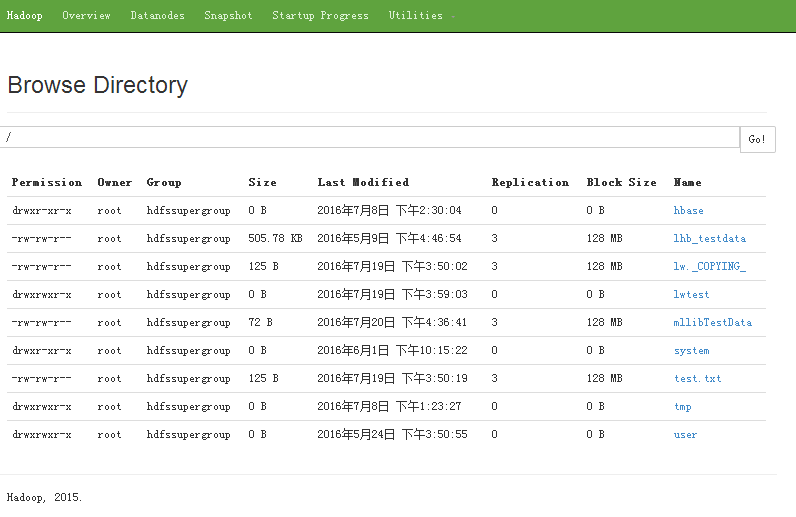 Hadoop Overview Datanodes Snapshot Startup Progress Utilities
Browse Directory
/ Go!
Permission Owner Group Size Last Modified Replication Block Size Name
drwxr-xr-x root hdfssupergroup 0 B 2016年7月8日 下午2:30:04 0 0 B hbase
-rw-rw-r-- root hdfssupergroup 505.78 KB 2016年5月9日 下午4:46:54 3 128 MB lhb_testdata
-rw-rw-r-- root hdfssupergroup 125 B 2016年7月19日 下午3:50:02 3 128 MB lw._COPYING_
drwxrwxr-x root hdfssupergroup 0 B 2016年7月19日 下午3:59:03 0 0 B lwtest
-rw-rw-r-- root hdfssupergroup 72 B 2016年7月20日 下午4:36:41 3 128 MB mllibTestData
drwxr-xr-x root hdfssupergroup 0 B 2016年6月1日 下午10:15:22 0 0 B system
-rw-rw-r-- root hdfssupergroup 125 B 2016年7月19日 下午3:50:19 3 128 MB test.txt
drwxrwxr-x root hdfssupergroup 0 B 2016年7月8日 下午1:23:27 0 0 B tmp
drwxrwxr-x root hdfssupergroup 0 B 2016年5月24日 下午3:50:55 0 0 B user
Hadoop, 2015.